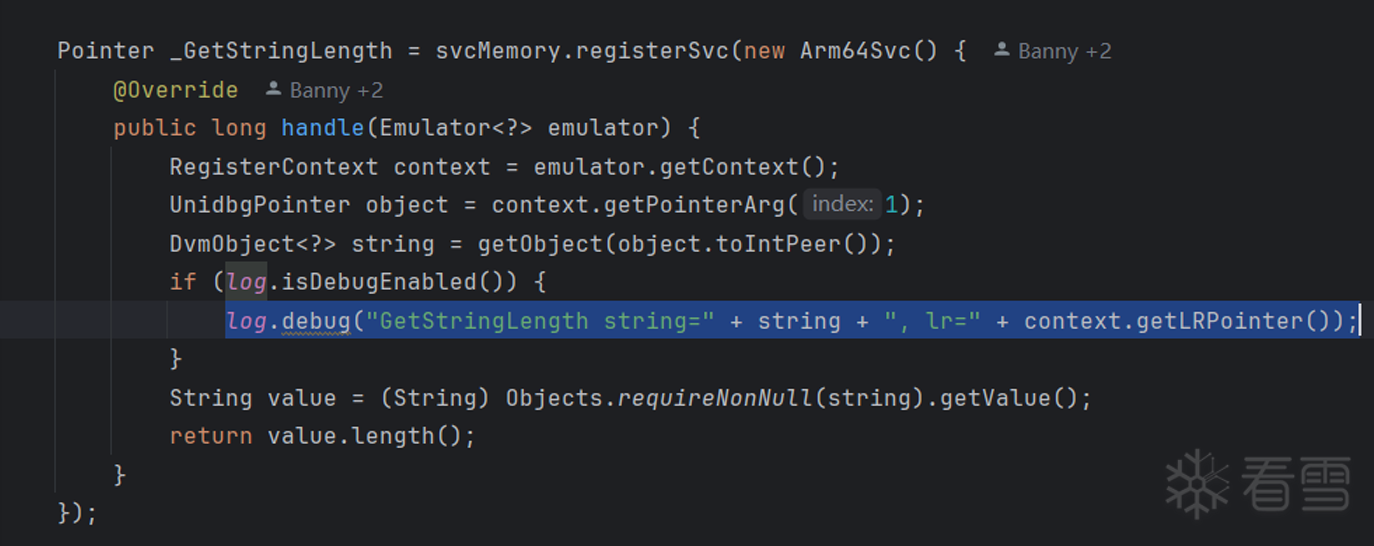 Pointer _GetStringLength = svcMemory.registerSvc(new Arm64Svc() { Banny +2
@Override Banny +2
public long handle(Emulator<?> emulator) {
RegisterContext context = emulator.getContext();
UnidbgPointer object = context.getPointerArg( index: 1);
DvmObject<?> string = getObject(object.toIntPeer());
if (log.isDebugEnabled()) {
log.debug("GetStringLength string=" + string + ", lr=" + context.getLRPointer());
}
String value = (String) Objects.requireNonNull(string).getValue();
return value.length();
}
});
看雪